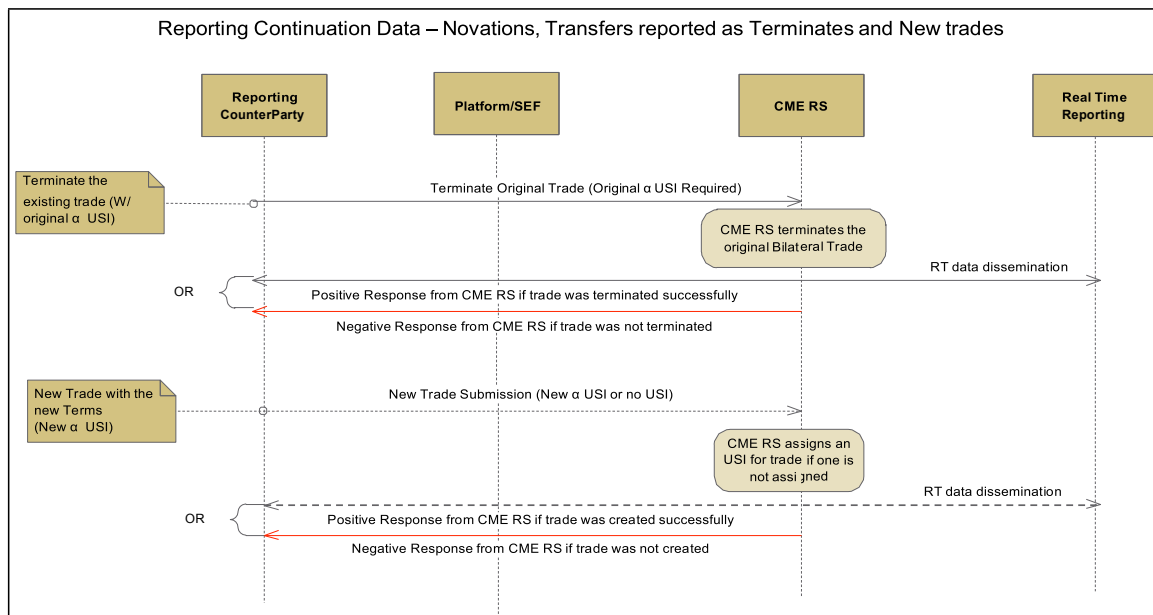 Reporting Continuation Data – Novations, Transfers reported as Terminates and New trades
Reporting
CounterParty
Platform/SEF
CME RS
Real Time
Reporting
Terminate the
existing trade (W/
original α USI)
Terminate Original Trade (Original α USI Required)
CME RS terminates the
original Bilateral Trade
RT data dissemination
OR
Positive Response from CME RS if trade was terminated successfully
Negative Response from CME RS if trade was not terminated
New Trade with the
new Terms
(New α USI)
New Trade Submission (New α USI or no USI)
CME RS assigns an
USI for trade if one is
not assigned
RT data dissemination
OR
Positive Response from CME RS if trade was created successfully
Negative Response from CME RS if trade was not created